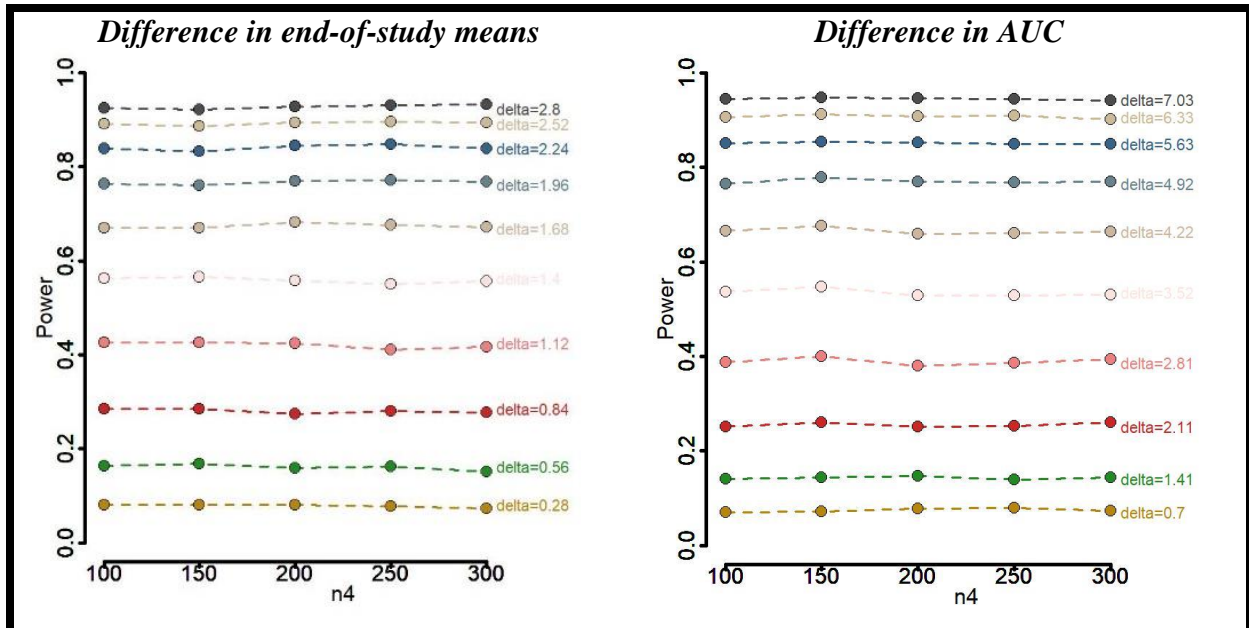 Difference in end-of-study means
Power
1.0
0.8
0.6
0.4
0.2
0.0
delta=2.8
delta=2.52
delta=2.24
delta=1.96
delta=1.68
delta=1.4
delta=1.12
delta=0.84
delta=0.56
delta=0.28
100 150 200 250 300
n4
Difference in AUC
Power
1.0
0.8
0.6
0.4
0.2
0.0
delta=7.03
delta=6.33
delta=5.63
delta=4.92
delta=4.22
delta=3.52
delta=2.81
delta=2.11
delta=1.41
delta=0.7
100 150 200 250 300
n4